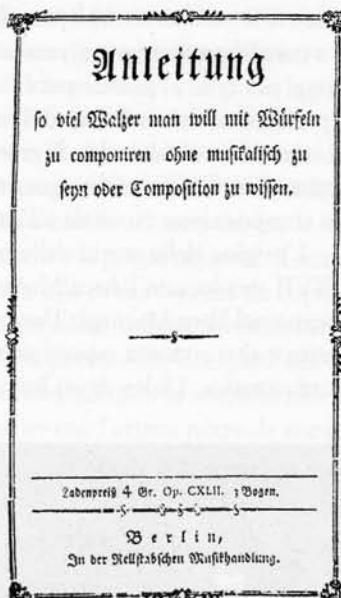 Anleitung
so viel Walzer man will mit Würfeln
zu componiren ohne musikalisch zu
seyn oder Composition zu wissen.
Ladenpreiß 4 Gr. Op. CXLII. 3 Bogen.
Berlin,
In der Rellstabschen Musikhandlung.